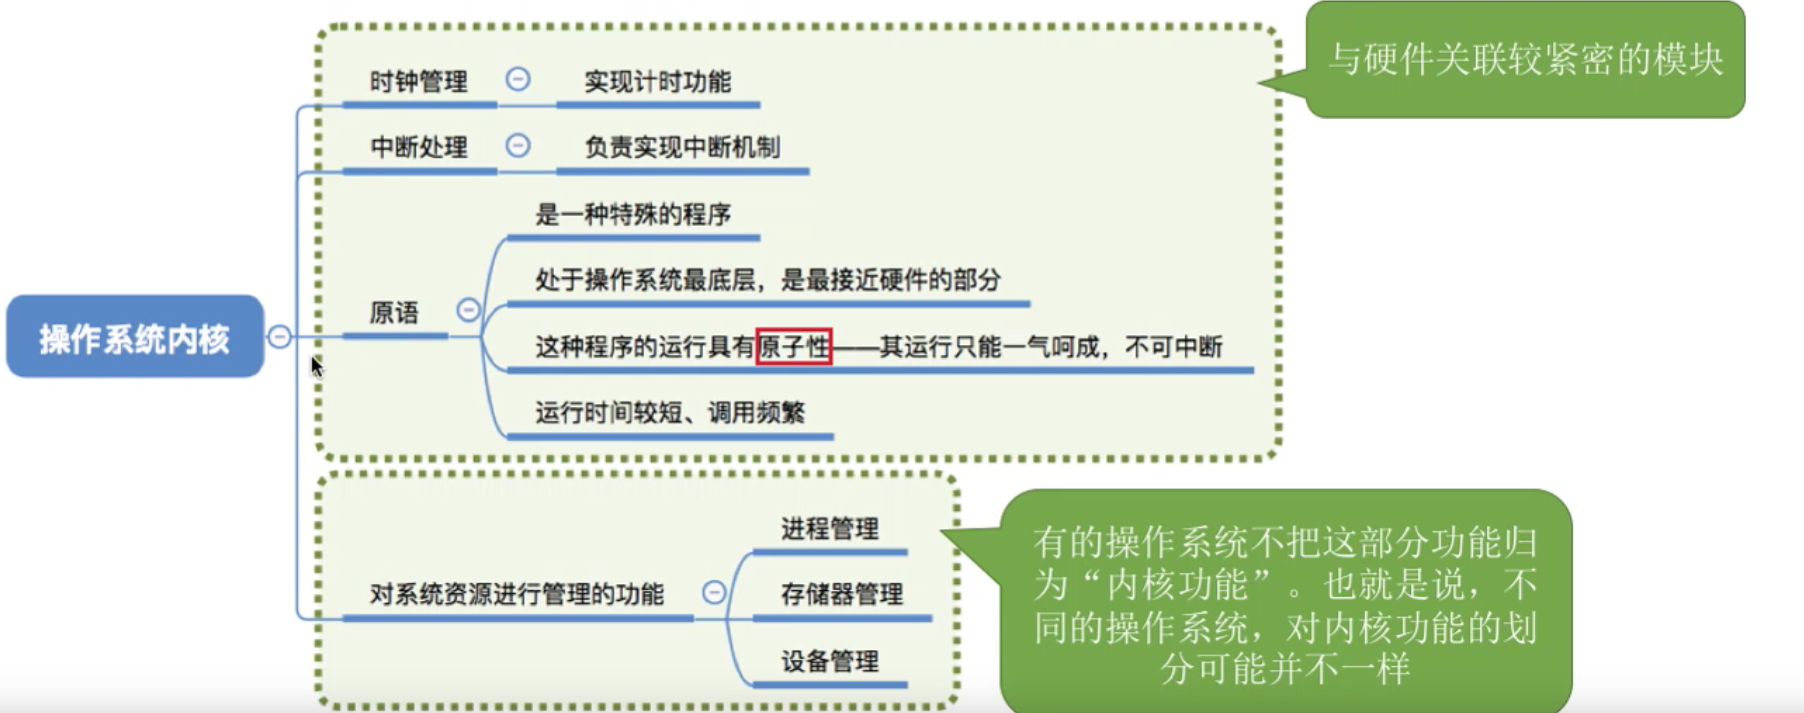 与硬件关联较紧密的模块
时钟管理
实现计时功能
中断处理
负责实现中断机制
是一种特殊的程序
处于操作系统最底层，是最接近硬件的部分
原语
操作系统内核
这种程序的运行具有原子性——其运行只能一气呵成，不可中断
运行时间较短、调用频繁
进程管理
对系统资源进行管理的功能
存储器管理
设备管理
有的操作系统不把这部分功能归
为“内核功能”。也就是说，不
同的操作系统，对内核功能的划
分可能并不一样